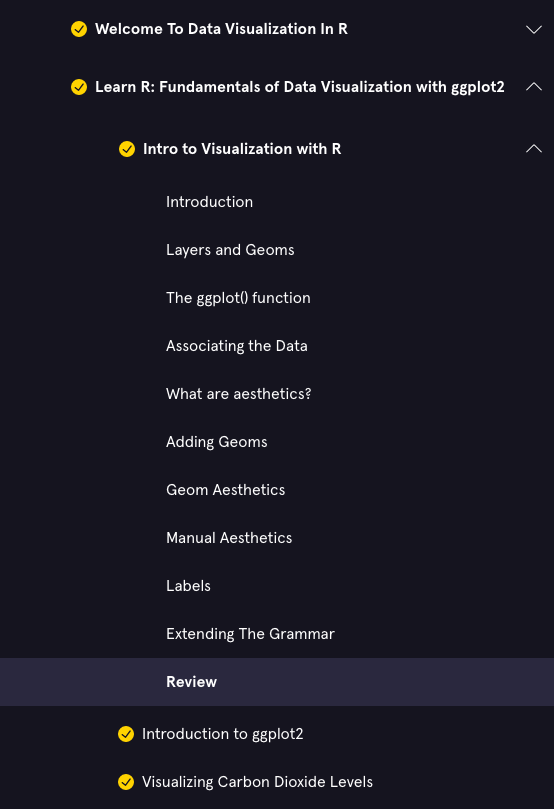 Welcome To Data Visualization In R
Learn R: Fundamentals of Data Visualization with ggplot2
Intro to Visualization with R
Introduction
Layers and Geoms
The ggplot() function
Associating the Data
What are aesthetics?
Adding Geoms
Geom Aesthetics
Manual Aesthetics
Labels
Extending The Grammar
Review
Introduction to ggplot2
Visualizing Carbon Dioxide Levels